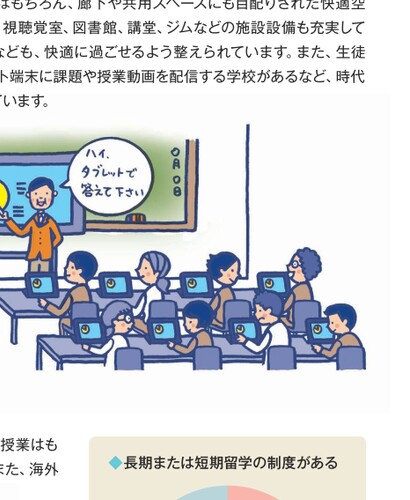 はもちろん、廊下や共用スペースにも目配りされた快適空
視聴覚室、図書館、講堂、ジムなどの施設設備も充実して
なども、快適に過ごせるよう整えられています。また、生徒
ト端末に課題や授業動画を配信する学校があるなど、時代
ています。
ハイ、
タブレットで
答えて下さい
○月○日
授業はも
また、海外
◆長期または短期留学の制度がある